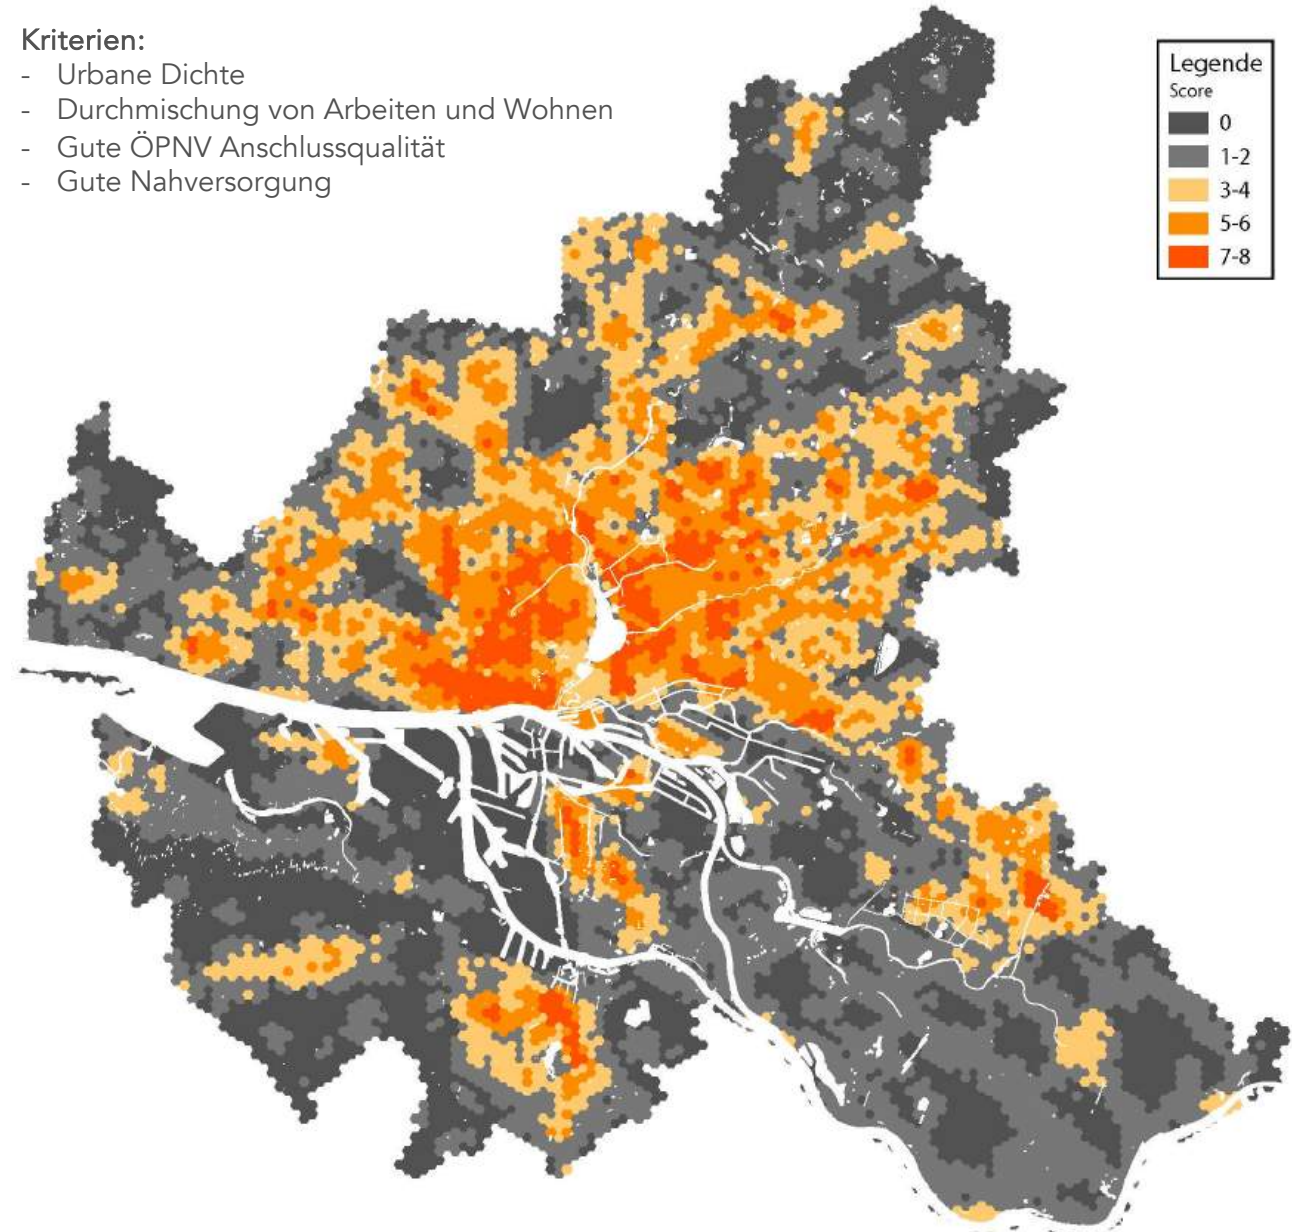 Kriterien:
- Urbane Dichte
- Durchmischung von Arbeiten und Wohnen
- Gute ÖPNV Anschlussqualität
- Gute Nahversorgung
Legende
Score
0
1-2
3-4
5-6
7-8